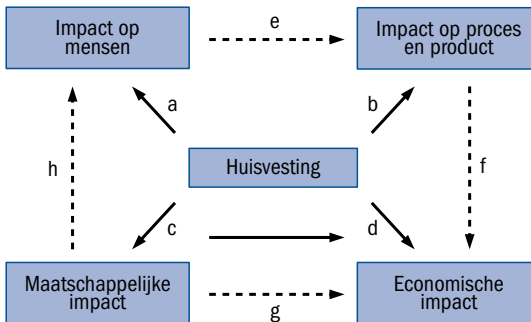 Impact op
mensen
e
Impact op proces
en product
a
b
h
Huisvesting
f
c
d
Maatschappelijke
impact
g
Economische
impact